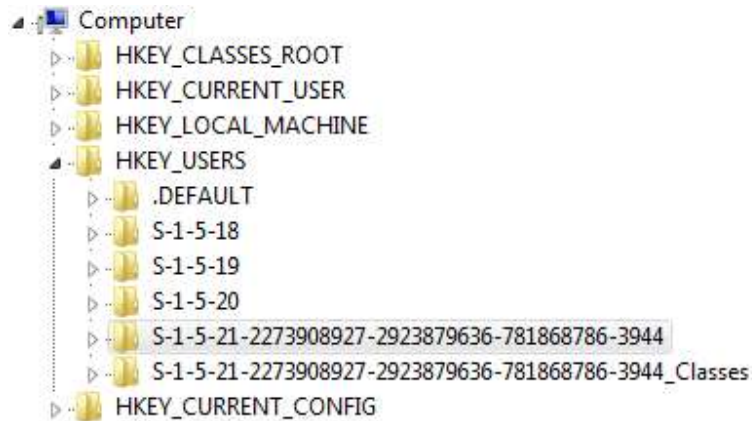 Computer
HKEY_CLASSES_ROOT
HKEY_CURRENT_USER
HKEY_LOCAL_MACHINE
HKEY_USERS
.DEFAULT
S-1-5-18
S-1-5-19
S-1-5-20
S-1-5-21-2273908927-2923879636-781868786-3944
S-1-5-21-2273908927-2923879636-781868786-3944_Classes
HKEY_CURRENT_CONFIG